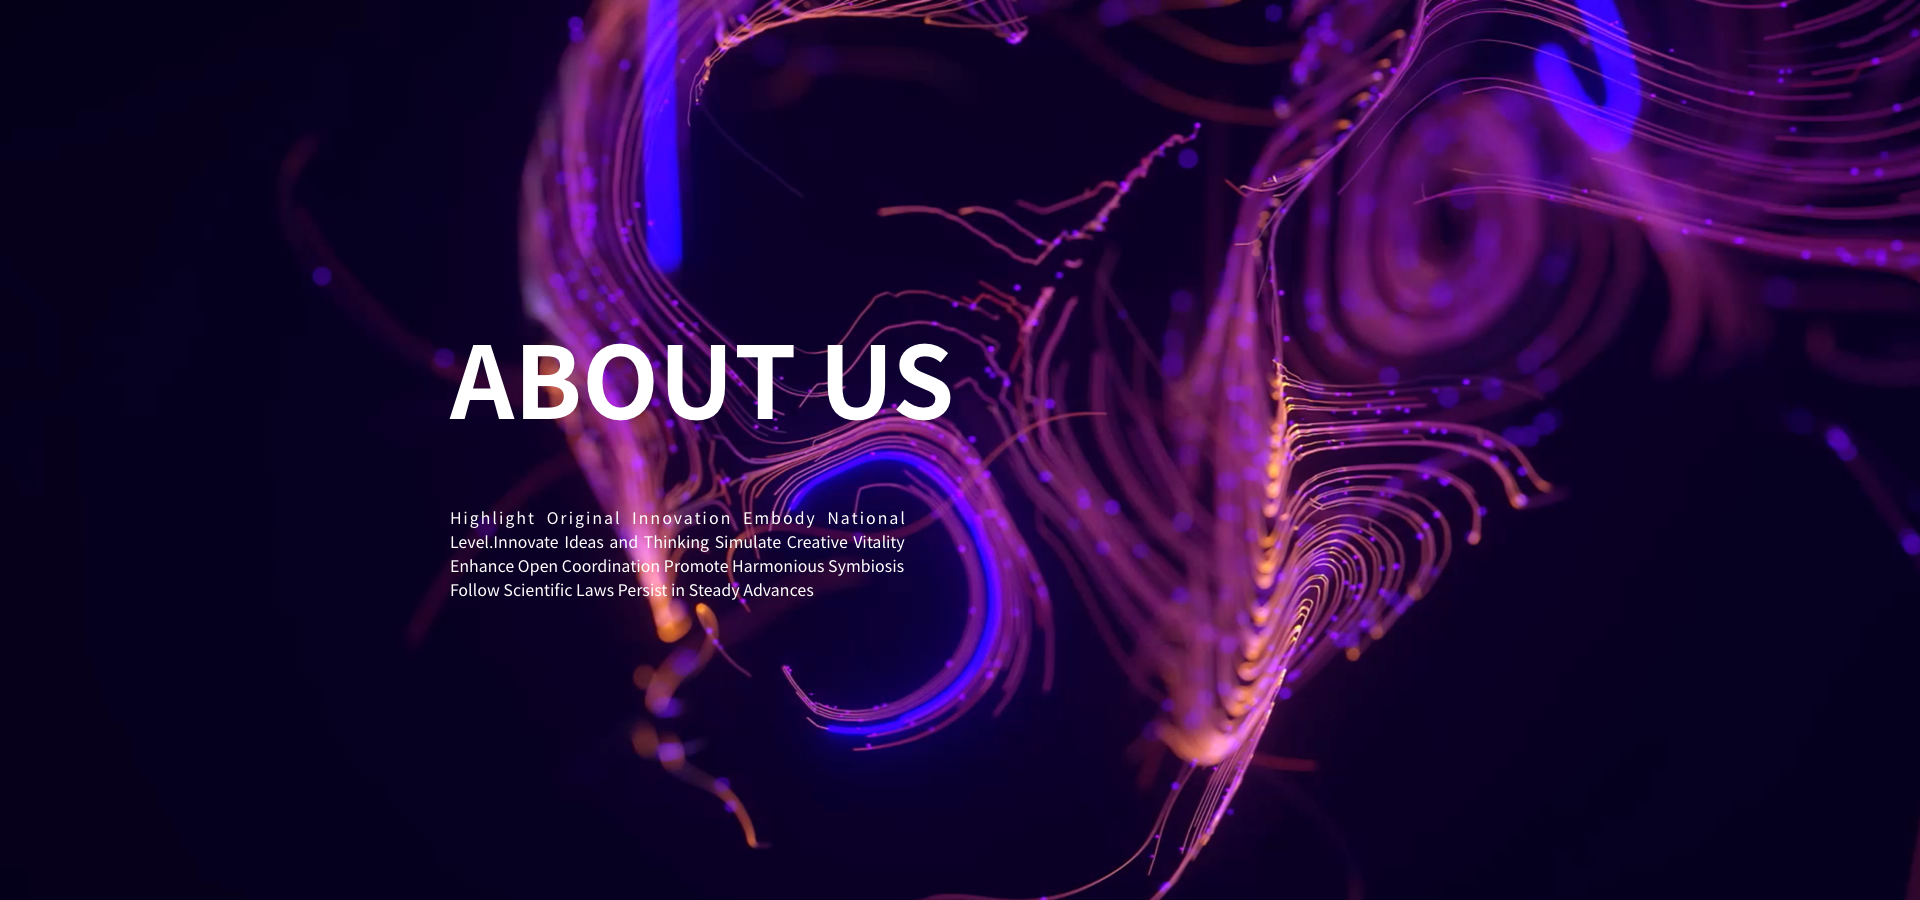 ABOUT US
Highlight Original Innovation Embody National
Level.Innovate Ideas and Thinking Simulate Creative Vitality
Enhance Open Coordination Promote Harmonious Symbiosis
Follow Scientific Laws Persist in Steady Advances